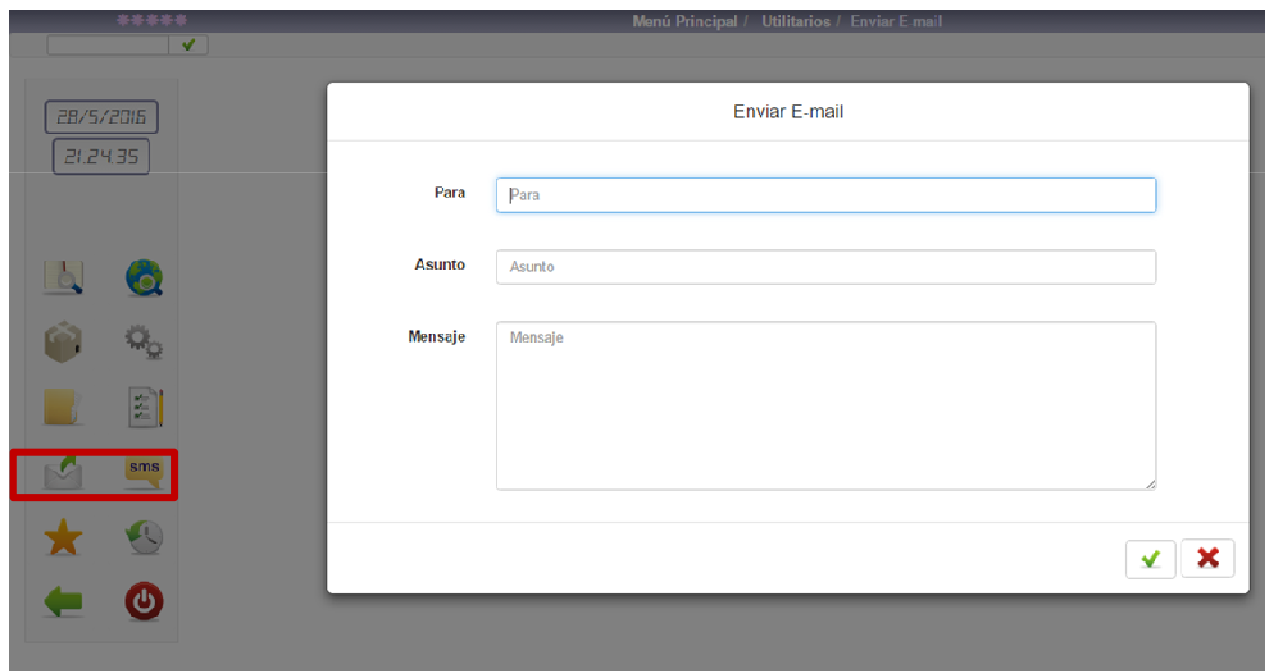 *****
Menú Principal / Utilitarios / Enviar E-mail
28/5/2016
21.24.35
Enviar E-mail
Para
Para
Asunto
Asunto
Mensaje
Mensaje
sms